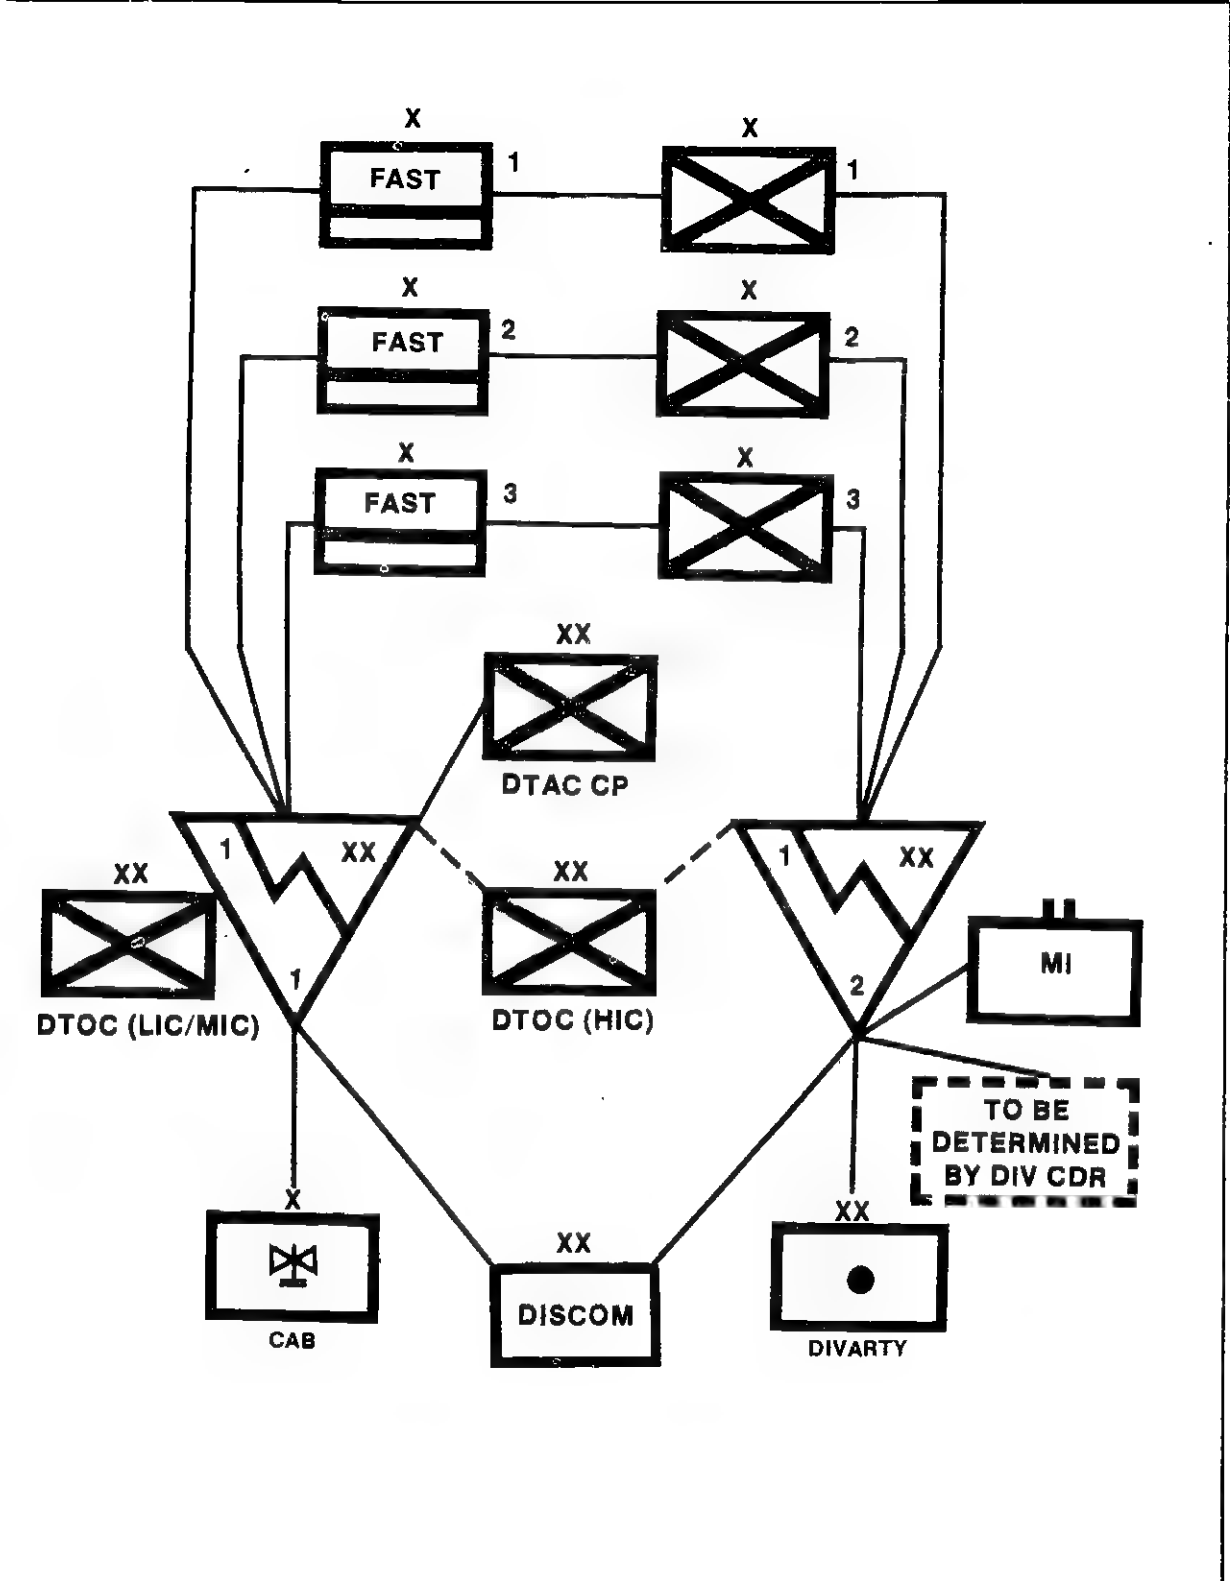 X
X
FAST
1
1
X
X
FAST
2
2
X
X
FAST
3
3
XX
DTAC CP
1
XX
1
XX
XX
XX
MI
1
2
DTOC (LIC/MIC)
DTOC (HIC)
TO BE
DETERMINED
BY DIV CDR
X
XX
XX
DISCOM
CAB
DIVARTY